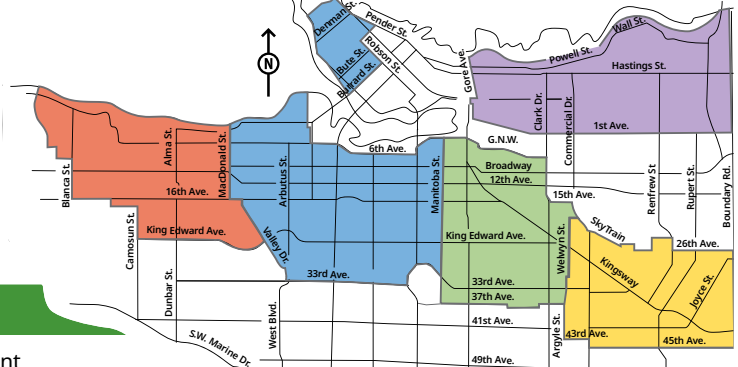 Denman St.
Pender St.
Robson St.
Bute St.
Burrard St.
N
Gore Ave.
Powell St.
Wall St.
Hastings St.
Clark Dr.
Commercial Dr.
1st Ave.
Alma St.
MacDonald St.
6th Ave.
G.N.W.
Broadway
12th Ave.
15th Ave.
Blanca St.
16th Ave.
Arbutus St.
Manitoba St.
Renfrew St.
Rupert St.
Boundary Rd.
Camosun St.
King Edward Ave.
Valley Dr.
King Edward Ave.
Welwyn St.
SkyTrain
26th Ave.
Dunbar St.
33rd Ave.
33rd Ave.
37th Ave.
Kingsway
Joyce St.
West Blvd.
41st Ave.
Argyle St.
43rd Ave.
45th Ave.
S.W. Marine Dr.
49th Ave.
nt